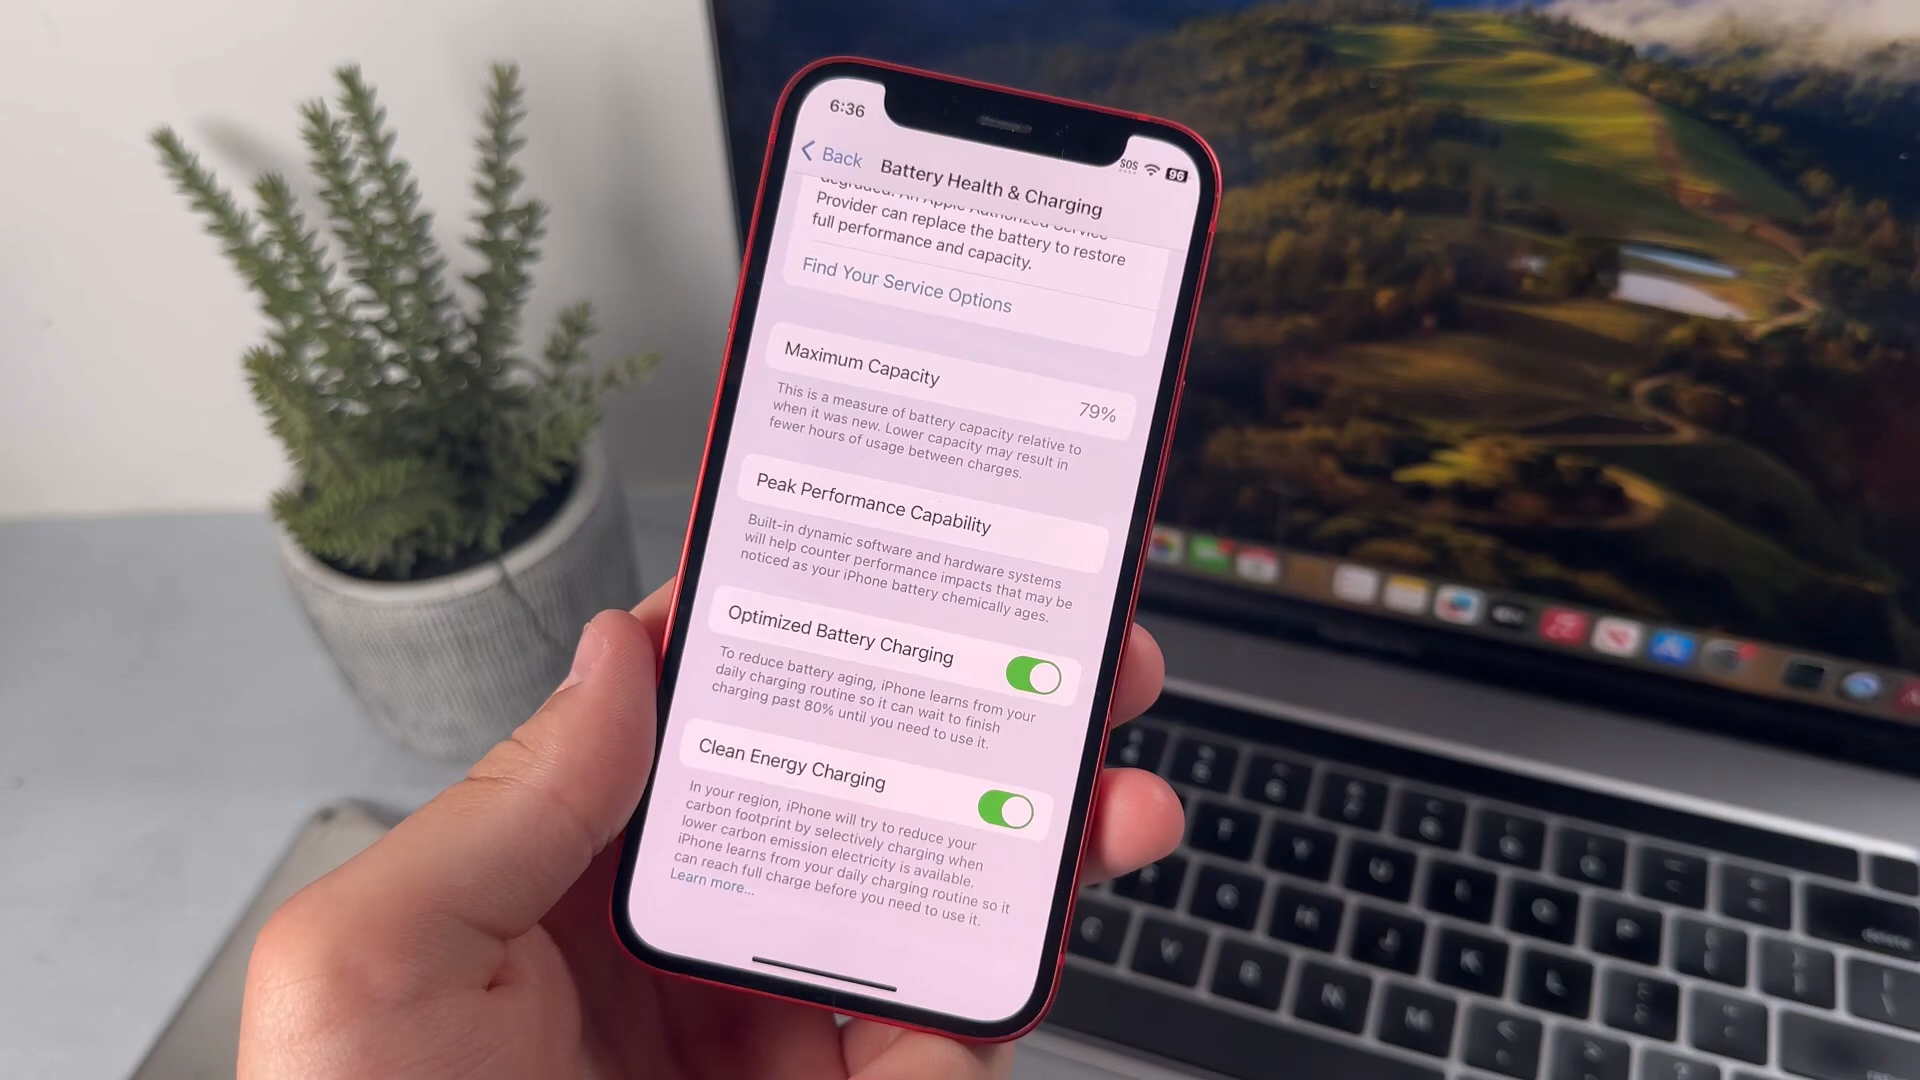 6:36
SOS 96
Back
Battery Health & Charging
degraded. An Apple Authorized Service
Provider can replace the battery to restore
full performance and capacity.
Find Your Service Options
Maximum Capacity
79%
This is a measure of battery capacity relative to
when it was new. Lower capacity may result in
fewer hours of usage between charges.
Peak Performance Capability
Built-in dynamic software and hardware systems
will help counter performance impacts that may be
noticed as your iPhone battery chemically ages.
Optimized Battery Charging
To reduce battery aging, iPhone learns from your
daily charging routine so it can wait to finish
charging past 80% until you need to use it.
Clean Energy Charging
In your region, iPhone will try to reduce your
carbon footprint by selectively charging when
lower carbon emission electricity is available.
iPhone learns from your daily charging routine so it
can reach full charge before you need to use it.
Learn more...
delete